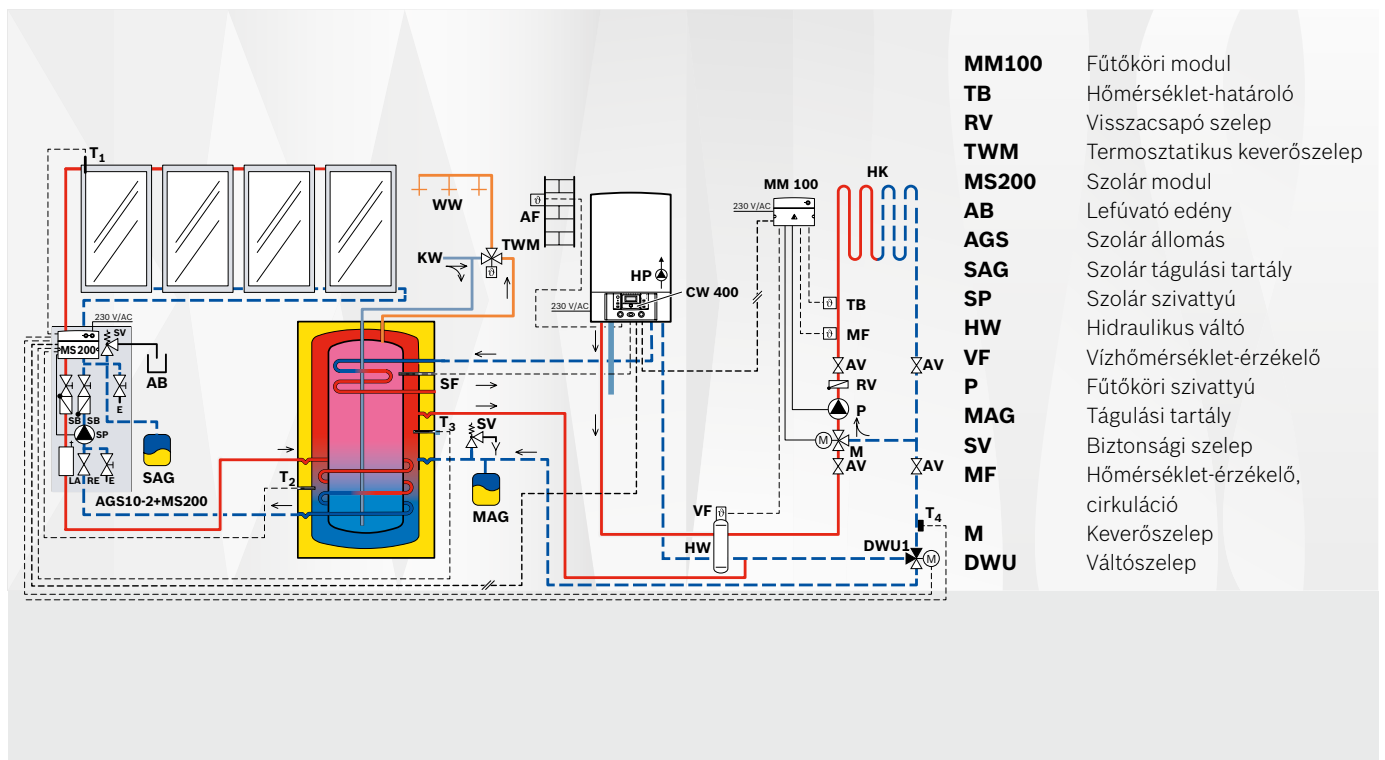 T1
WW
KW
TWM
AF
230 V/AC
HP
CW 400
MM 100
230 V/AC
HK
TB
MF
AV
AV
RV
P
M
M
AV
AV
230 V/AC
MS 200
SV
AB
E
SB
SB
SP
LA
RE
E
SAG
AGS10-2+MS200
SF
T3
SV
T2
MAG
VF
HW
DWU1
M
T4
MM100 Fűtőköri modul
TB Hőmérséklet-határoló
RV Visszacsapó szelep
TWM Termosztatikus keverőszelep
MS200 Szolár modul
AB Lefúvató edény
AGS Szolár állomás
SAG Szolár tágulási tartály
SP Szolár szivattyú
HW Hidraulikus váltó
VF Vízhőmérséklet-érzékelő
P Fűtőköri szivattyú
MAG Tágulási tartály
SV Biztonsági szelep
MF Hőmérséklet-érzékelő,
cirkuláció
M Keverőszelep
DWU Váltószelep